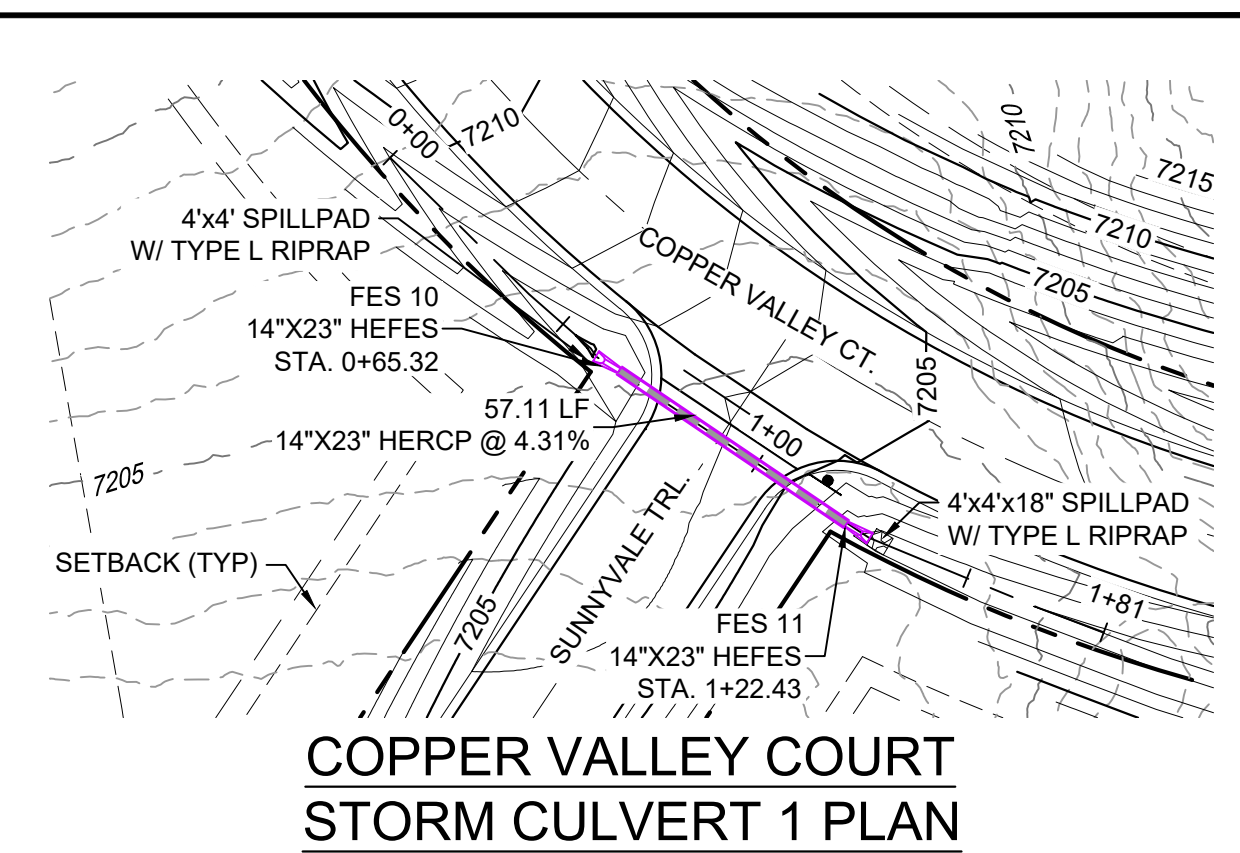 0+00
7210
7210
7215
4'x4' SPILLPAD
W/ TYPE L RIPRAP
7210
COPPER VALLEY CT.
7205
FES 10
14"X23" HEFES
STA. 0+65.32
7205
57.11 LF
14"X23" HERCP @ 4.31%
1+00
7205
4'x4'x18" SPILLPAD
W/ TYPE L RIPRAP
SETBACK (TYP)
SUNNYVALE TRL.
7205
1+81
FES 11
14"X23" HEFES
STA. 1+22.43
COPPER VALLEY COURT
STORM CULVERT 1 PLAN